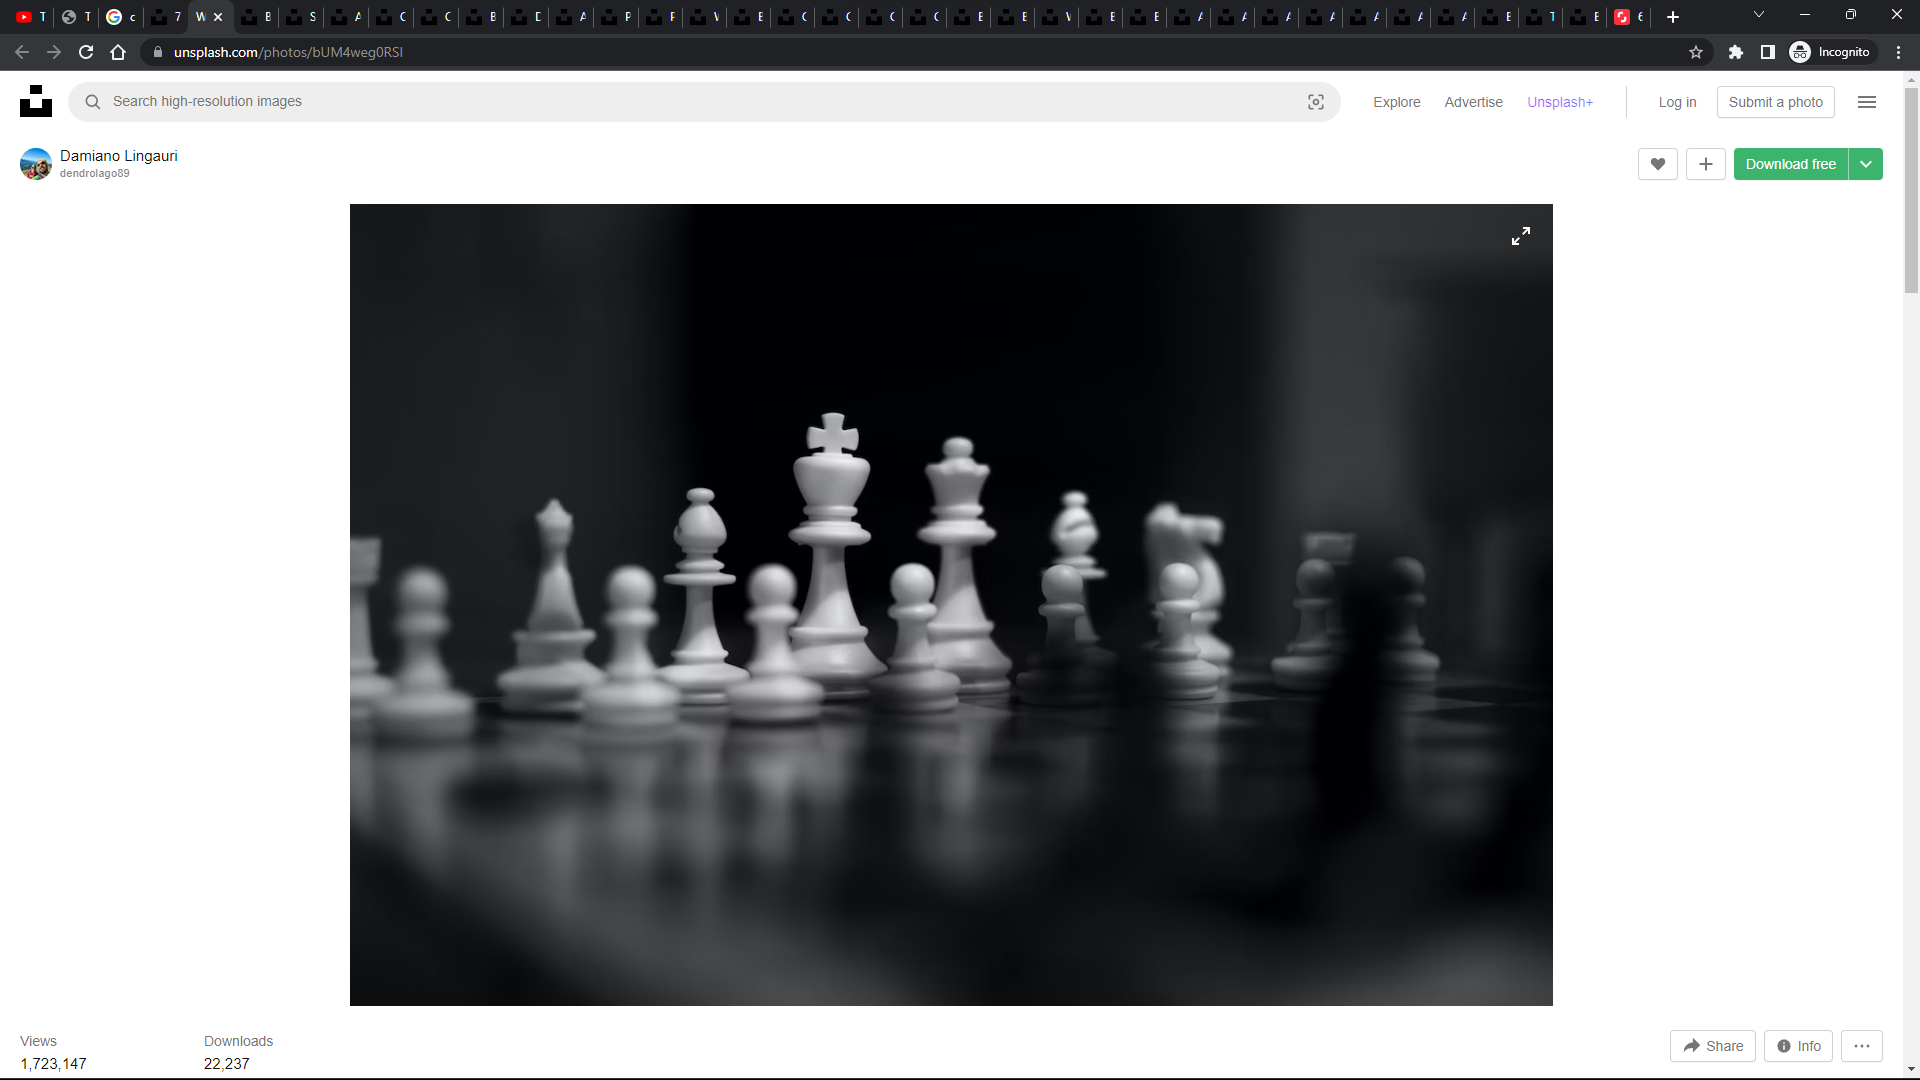 unsplash.com/photos/bUM4weg0RSI
Incognito
Search high-resolution images
Explore
Advertise
Unsplash+
Log in
Submit a photo
Damiano Lingauri
dendrolago89
Download free
Views
Downloads
1,723,147
22,237
Share
Info